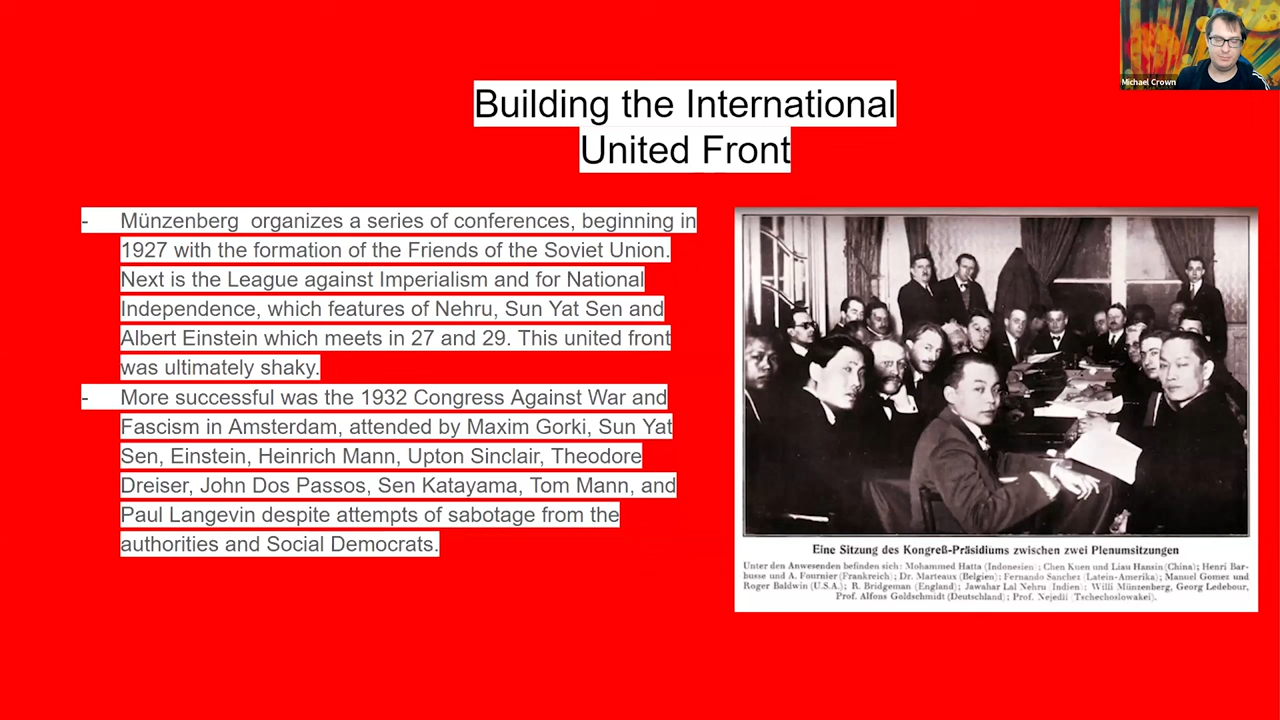 Michael Crown
Building the International
United Front
- Münzenberg  organizes a series of conferences, beginning in
1927 with the formation of the Friends of the Soviet Union.
Next is the League against Imperialism and for National
Independence, which features of Nehru, Sun Yat Sen and
Albert Einstein which meets in 27 and 29. This united front
was ultimately shaky.
- More successful was the 1932 Congress Against War and
Fascism in Amsterdam, attended by Maxim Gorki, Sun Yat
Sen, Einstein, Heinrich Mann, Upton Sinclair, Theodore
Dreiser, John Dos Passos, Sen Katayama, Tom Mann, and
Paul Langevin despite attempts of sabotage from the
authorities and Social Democrats.
Eine Sitzung des Kongreß-Präsidiums zwischen zwei Plenumsitzungen
Unter den Anwesenden befinden sich: Mohammed Hatta (Indonesien); Chen Kuen und Liau Hansin (China); Henri Bar-
busse und A. Fournier (Frankreich); Dr. Marteaux (Belgien); Fernando Sanchez (Latein-Amerika); Manuel Gomes und
Roger Baldwin (U.S.A.); R. Bridgeman (England); Jawahar Lal Nehru (Indien); Willi Münzenberg, Georg Ledebour,
Prof. Alfons Goldschmidt (Deutschland); Prof. Nejedli (Tschechoslowakei).